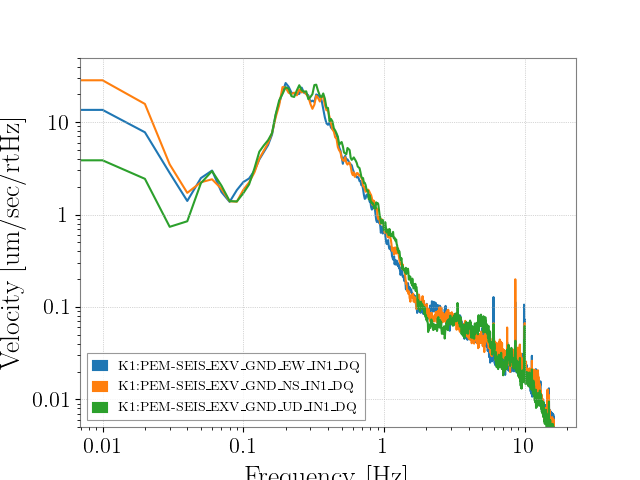 10
1
0.1
0.01
Velocity [um/sec/rtHz]
K1:PEM-SEIS_EXV_GND_EW_IN1_DQ
K1:PEM-SEIS_EXV_GND_NS_IN1_DQ
K1:PEM-SEIS_EXV_GND_UD_IN1_DQ
0.01 0.1 1 10
Frequency [Hz]